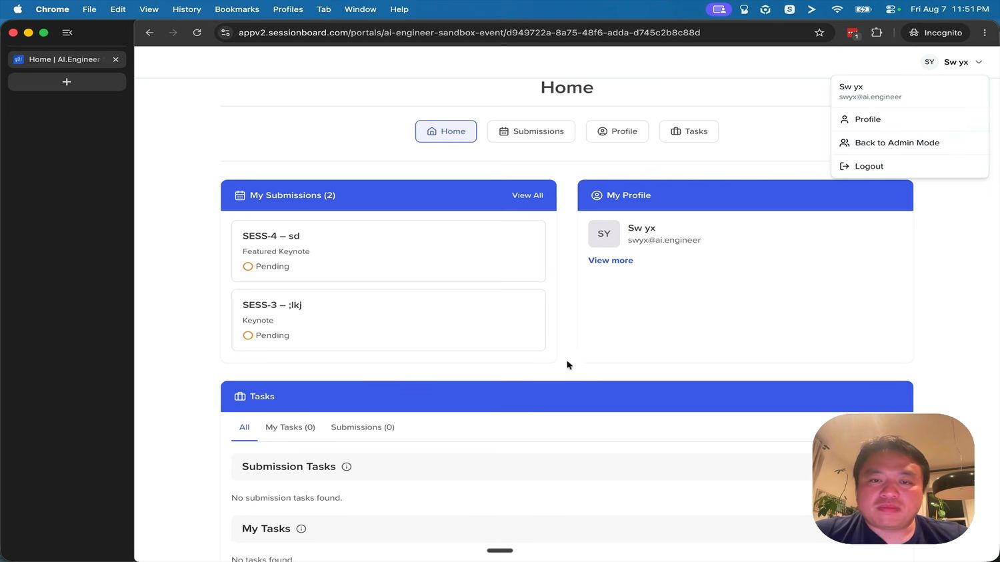 Chrome File Edit View History Bookmarks Profiles Tab Window Help
Fri Aug 7 11:51 PM
appv2.sessionboard.com/portals/ai-engineer-sandbox-event/d949722a-8a75-48f6-adda-d745c2b8c88d
1
Incognito
Home | AI.Engineer
SY Sw yx
Sw yx
swyx@ai.engineer
Profile
Back to Admin Mode
Logout
Home
Home Submissions Profile Tasks
My Submissions (2) View All
SESS-4 – sd
Featured Keynote
Pending
SESS-3 – ;lkj
Keynote
Pending
My Profile
SY
Sw yx
swyx@ai.engineer
View more
Tasks
All My Tasks (0) Submissions (0)
Submission Tasks
No submission tasks found.
My Tasks
No tasks found.